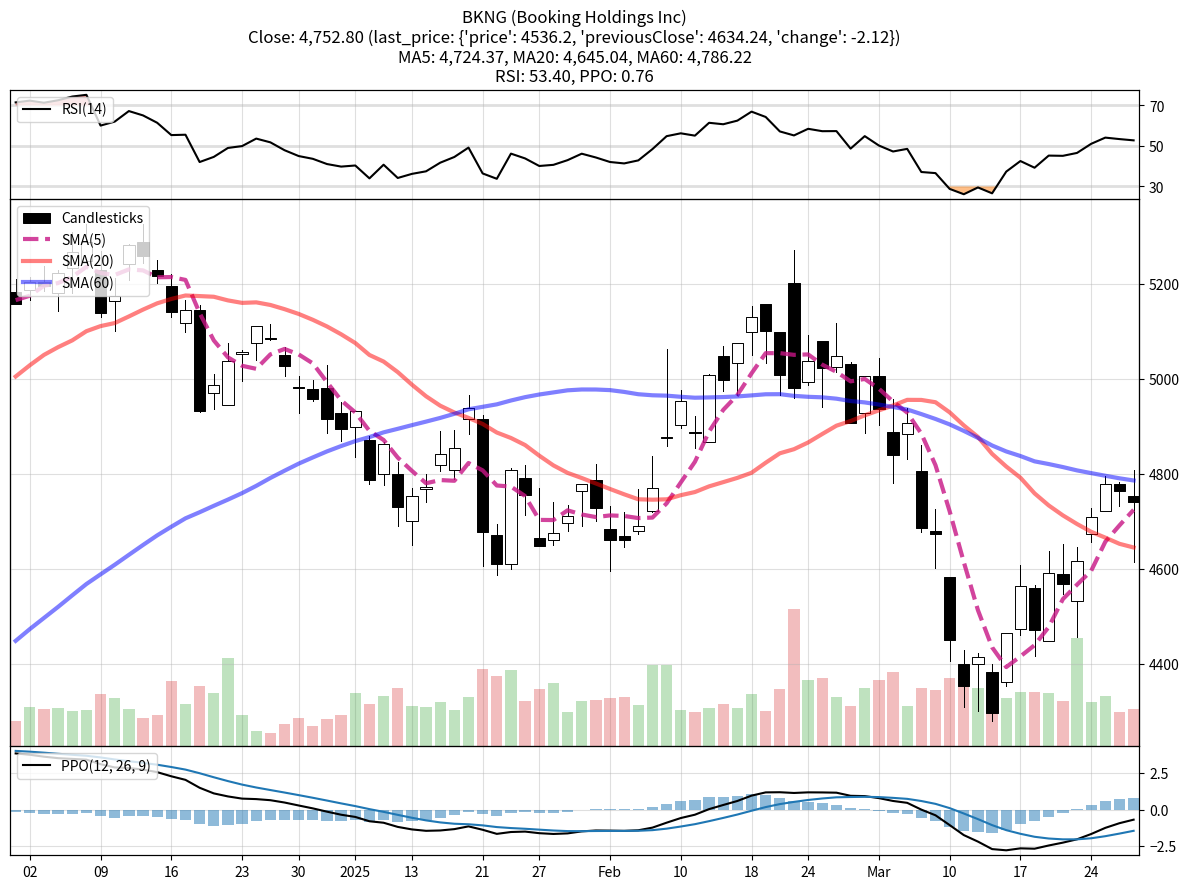 BKNG (Booking Holdings Inc)
Close: 4,752.80 (last_price: {'price': 4536.2, 'previousClose': 4634.24, 'change': -2.12})
MA5: 4,724.37, MA20: 4,645.04, MA60: 4,786.22
RSI: 53.40, PPO: 0.76
RSI(14)
70
50
30
Candlesticks
SMA(5)
SMA(20)
SMA(60)
5200
5000
4800
4600
4400
PPO(12, 26, 9)
2.5
0.0
−2.5
02 09 16 23 30 2025 13 21 27 Feb 10 18 24 Mar 10 17 24